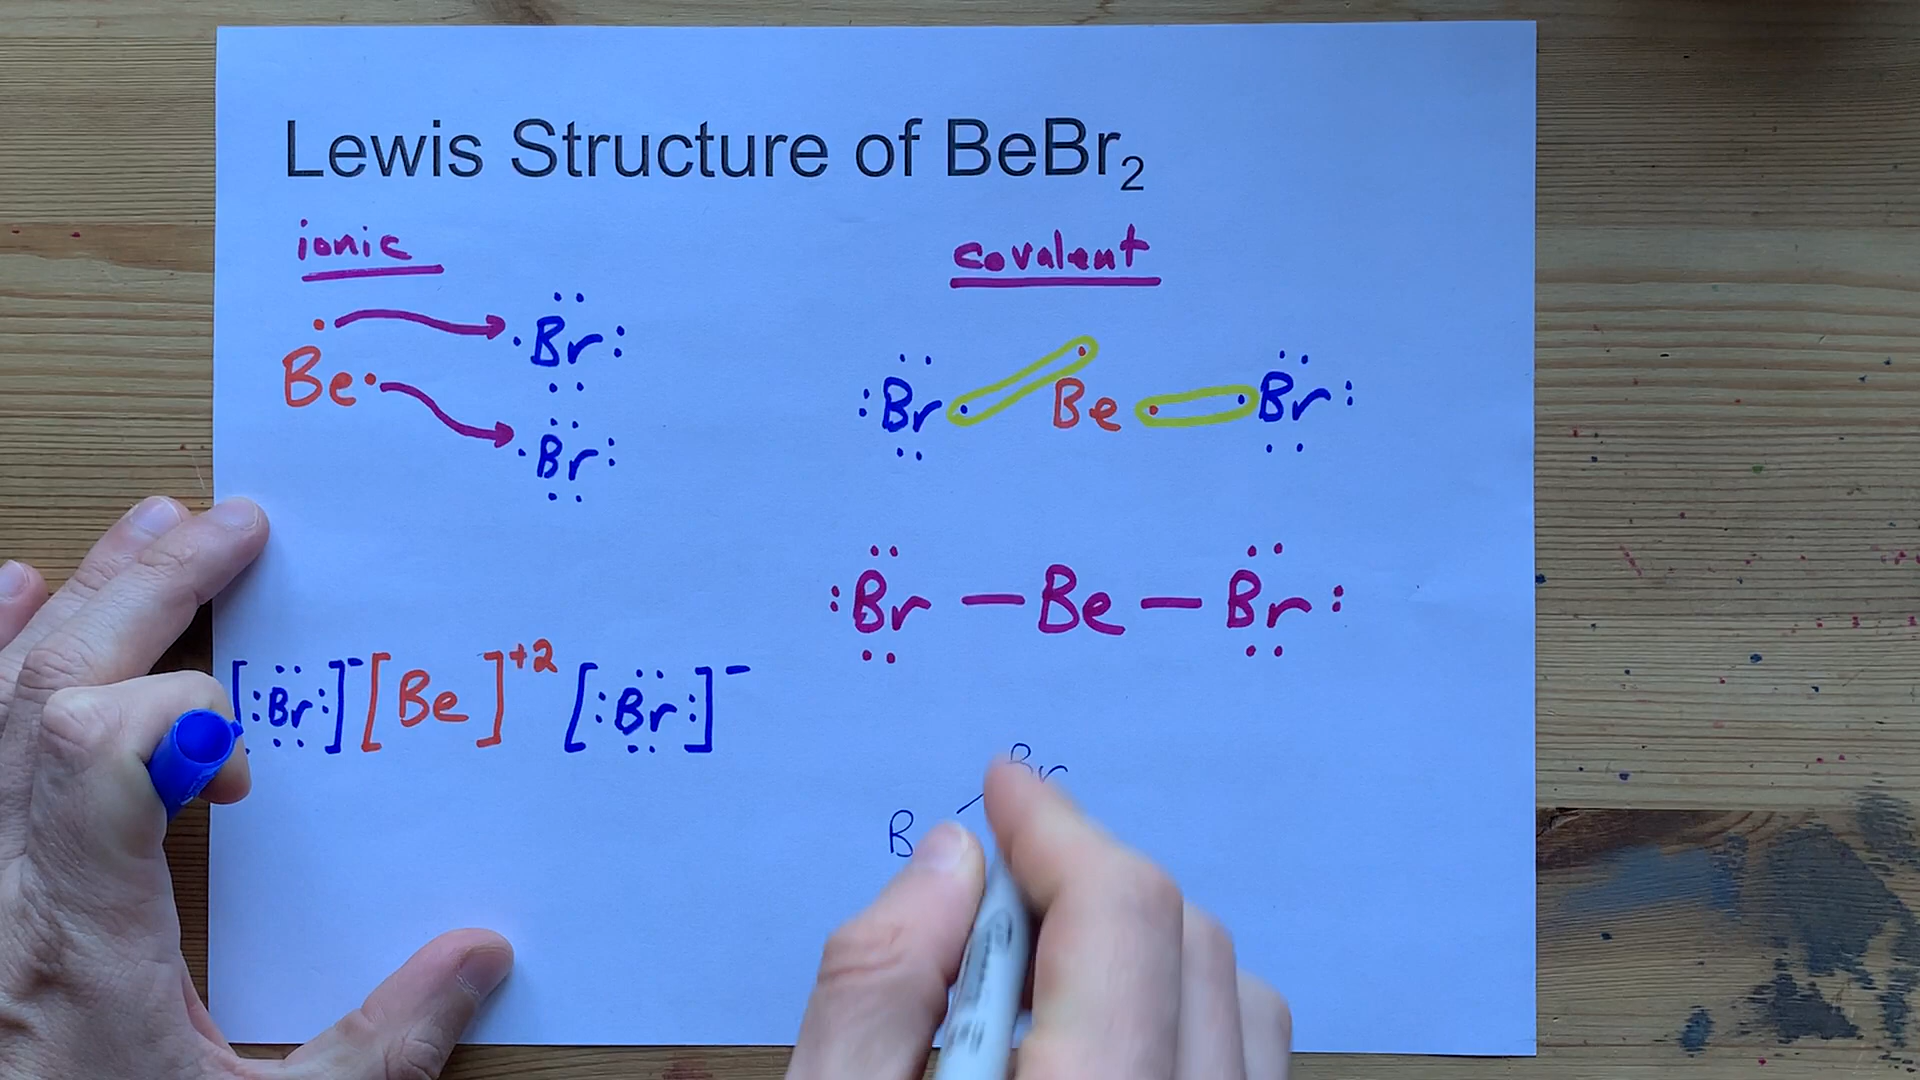 Lewis Structure of BeBr₂
ionic
Be· ·Br:
·Br:
[:Br:]⁻ [Be]⁺² [:Br:]⁻
covalent
:Br· Be· ·Br:
:Br — Be — Br:
Br
B